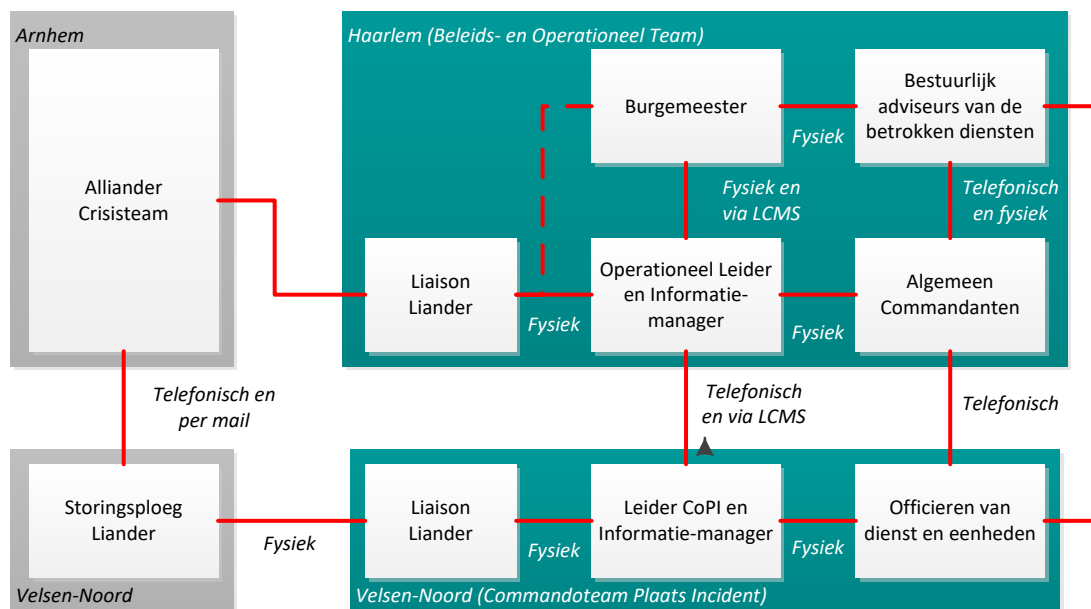 Arnhem
Alliander
Crisisteam
Haarlem (Beleids- en Operationeel Team)
Burgemeester
Fysiek
Bestuurlijk
adviseurs van de
betrokken diensten
Fysiek en
via LCMS
Telefonisch
en fysiek
Liaison
Liander
Fysiek
Operationeel Leider
en Informatie-
manager
Fysiek
Algemeen
Commandanten
Telefonisch en
per mail
Telefonisch
en via LCMS
Telefonisch
Storingsploeg
Liander
Velsen-Noord
Fysiek
Liaison
Liander
Fysiek
Leider CoPI en
Informatie-manager
Fysiek
Officieren van
dienst en eenheden
Velsen-Noord (Commandoteam Plaats Incident)